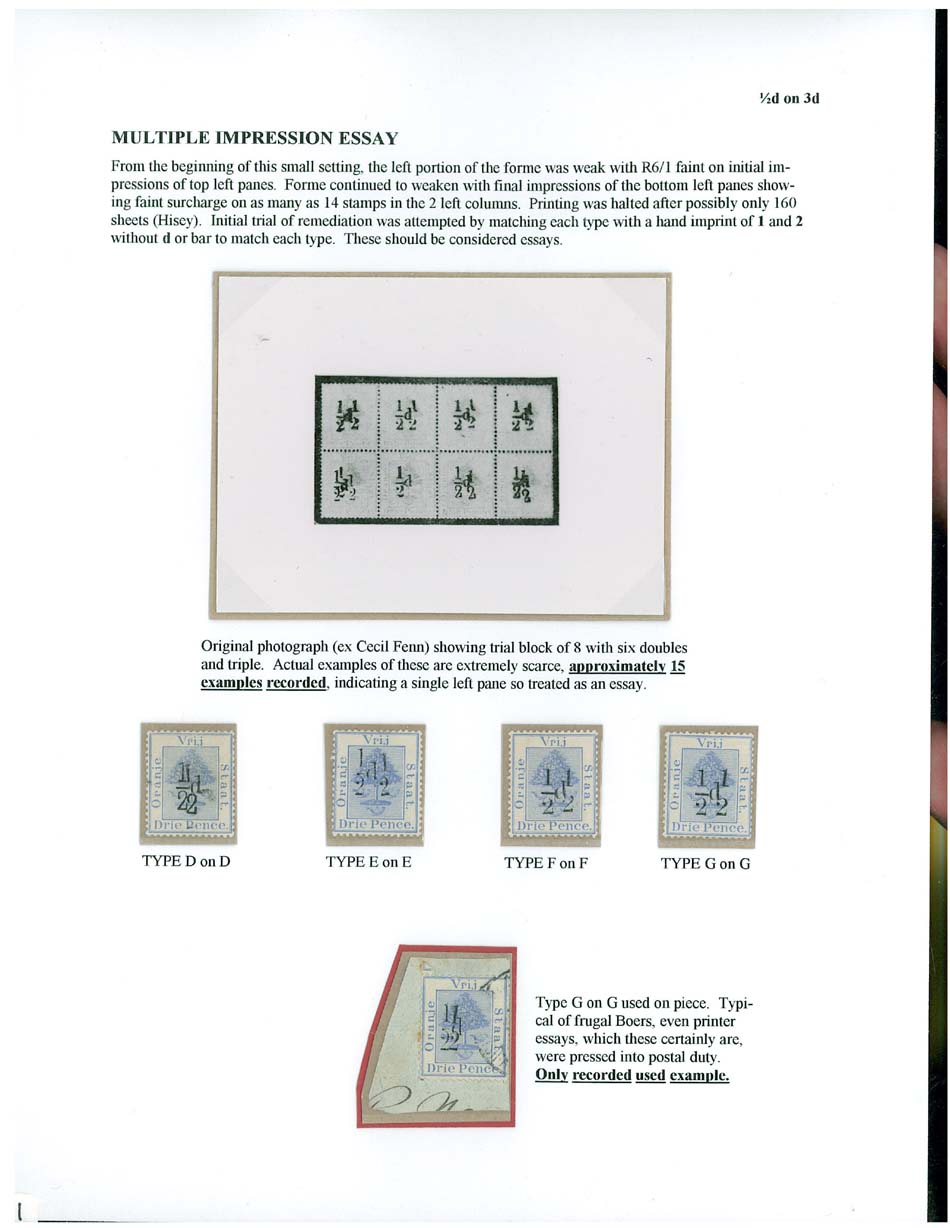 ½d on 3d
MULTIPLE IMPRESSION ESSAY
From the beginning of this small setting, the left portion of the forme was weak with R6/1 faint on initial im-
pressions of top left panes. Forme continued to weaken with final impressions of the bottom left panes show-
ing faint surcharge on as many as 14 stamps in the 2 left columns. Printing was halted after possibly only 160
sheets (Hisey). Initial trial of remediation was attempted by matching each type with a hand imprint of 1 and 2
without d or bar to match each type. These should be considered essays.
Original photograph (ex Cecil Fenn) showing trial block of 8 with six doubles
and triple. Actual examples of these are extremely scarce, approximately 15
examples recorded, indicating a single left pane so treated as an essay.
Vrij
Oranje
Staat.
Drie Pence.
Vrij
Oranje
Staat.
Drie Pence.
Vrij
Oranje
Staat.
Drie Pence.
Vrij
Oranje
Staat.
Drie Pence.
TYPE D on D
TYPE E on E
TYPE F on F
TYPE G on G
Vrij
Oranje
Staat.
Drie Pence.
Type G on G used on piece. Typi-
cal of frugal Boers, even printer
essays, which these certainly are,
were pressed into postal duty.
Only recorded used example.